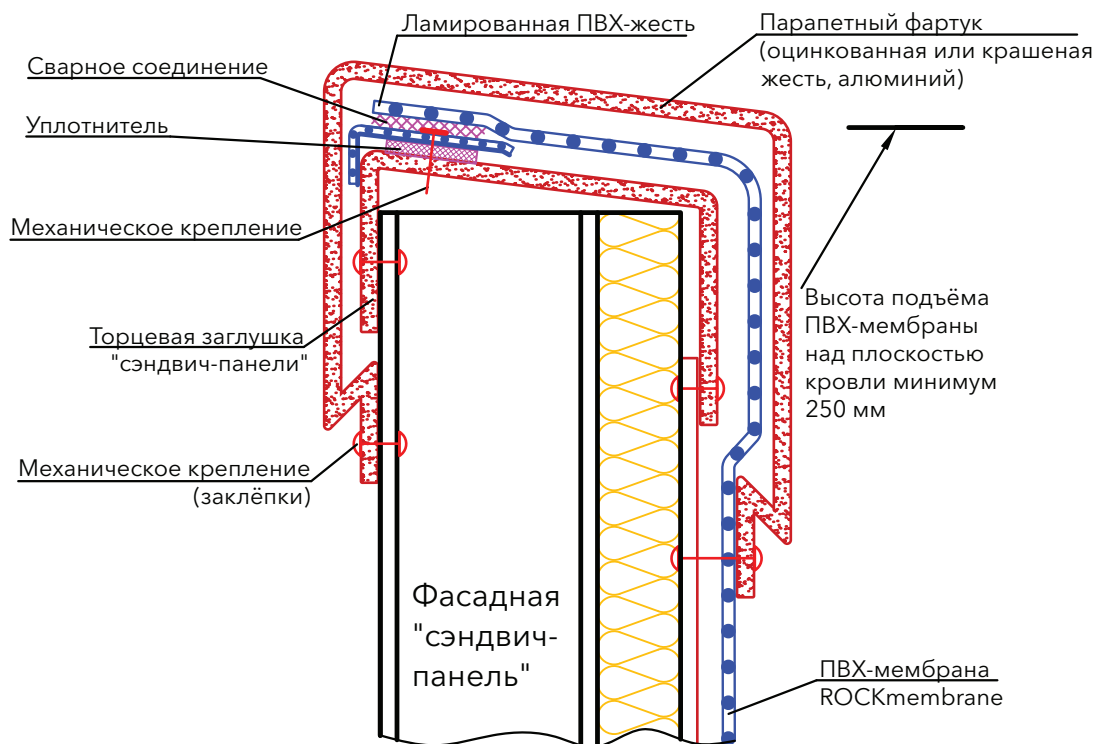 Ламированная ПВХ-жесть
Парапетный фартук
(оцинкованная или крашеная
жесть, алюминий)
Сварное соединение
Уплотнитель
Механическое крепление
Высота подъёма
ПВХ-мембраны
над плоскостью
кровли минимум
250 мм
Торцевая заглушка
"сэндвич-панели"
Механическое крепление
(заклёпки)
Фасадная
"сэндвич-
панель"
ПВХ-мембрана
ROCKmembrane